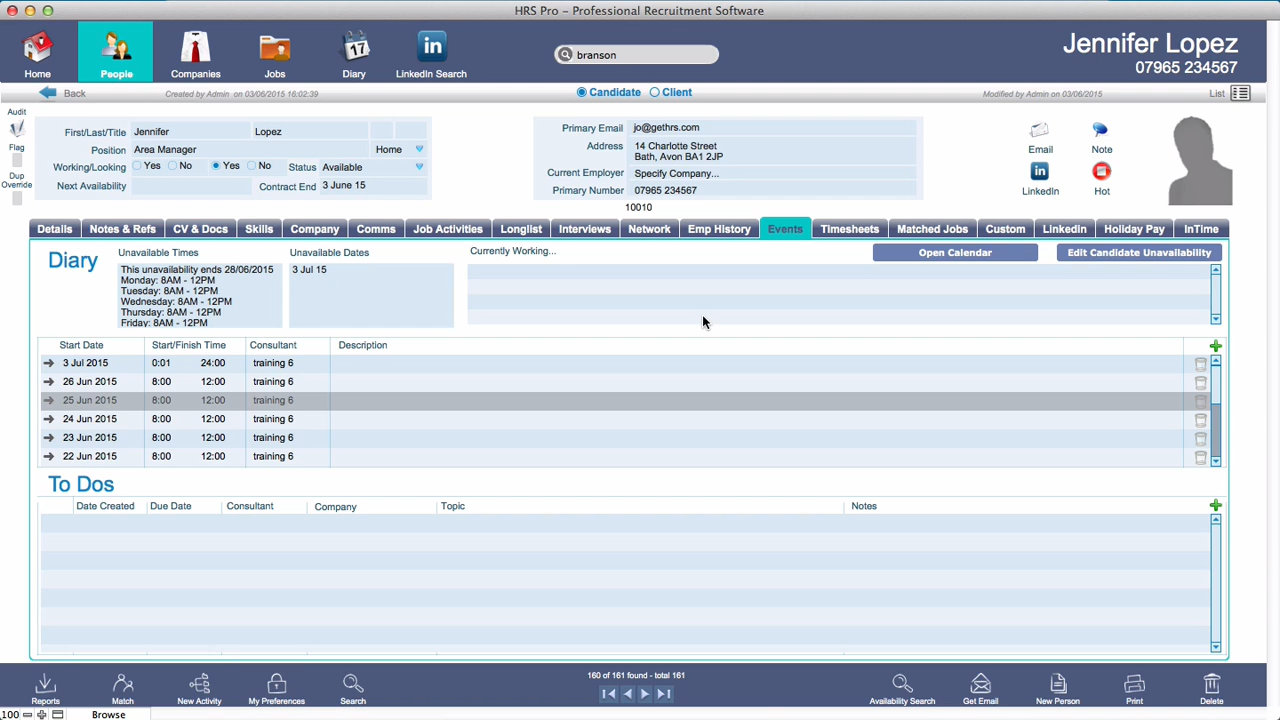 HRS Pro - Professional Recruitment Software
Home
People
Companies
17
Jobs
Diary
in
LinkedIn Search
branson
Jennifer Lopez
07965 234567
Back
Created by Admin on 03/06/2015 16:02:39
Candidate
Client
Modified by Admin on 03/06/2015
List
Audit
Flag
Dup
Override
First/Last/Title Jennifer Lopez
Position Area Manager Home
Working/Looking Yes No Yes No Status Available
Next Availability Contract End 3 June 15
Primary Email jo@gethrs.com
Address 14 Charlotte Street
Bath, Avon BA1 2JP
Current Employer Specify Company...
Primary Number 07965 234567
10010
Email
Note
in
LinkedIn
Hot
Details Notes & Refs CV & Docs Skills Company Comms Job Activities Longlist Interviews Network Emp History Events Timesheets Matched Jobs Custom Linkedin Holiday Pay InTime
Diary
Unavailable Times
This unavailability ends 28/06/2015
Monday: 8AM - 12PM
Tuesday: 8AM - 12PM
Wednesday: 8AM - 12PM
Thursday: 8AM - 12PM
Friday: 8AM - 12PM
Unavailable Dates
3 Jul 15
Currently Working...
Open Calendar
Edit Candidate Unavailability
Start Date Start/Finish Time Consultant Description
3 Jul 2015 0:01 24:00 training 6
26 Jun 2015 8:00 12:00 training 6
25 Jun 2015 8:00 12:00 training 6
24 Jun 2015 8:00 12:00 training 6
23 Jun 2015 8:00 12:00 training 6
22 Jun 2015 8:00 12:00 training 6
To Dos
Date Created Due Date Consultant Company Topic Notes
Reports
Match
New Activity
My Preferences
Search
160 of 161 found - total 161
Availability Search
Get Email
New Person
Print
Delete
100
Browse